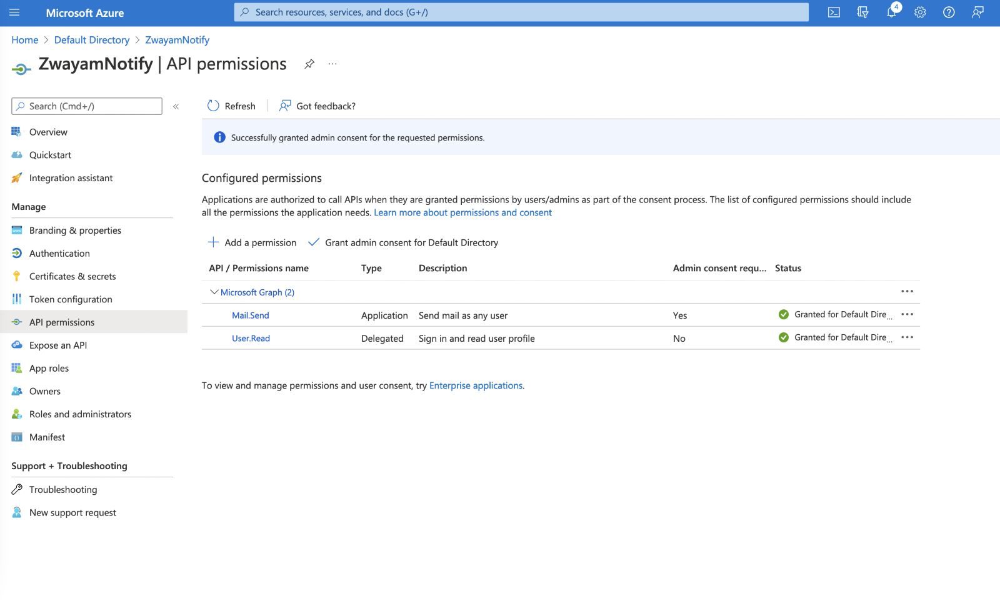 Microsoft Azure
Search resources, services, and docs (G+/)
4
Home > Default Directory > ZwayamNotify
ZwayamNotify | API permissions
Search (Cmd+/)
«
Overview
Quickstart
Integration assistant
Manage
Branding & properties
Authentication
Certificates & secrets
Token configuration
API permissions
Expose an API
App roles
Owners
Roles and administrators
Manifest
Support + Troubleshooting
Troubleshooting
New support request
Refresh
Got feedback?
Successfully granted admin consent for the requested permissions.
Configured permissions
Applications are authorized to call APIs when they are granted permissions by users/admins as part of the consent process. The list of configured permissions should include
all the permissions the application needs. Learn more about permissions and consent
Add a permission
Grant admin consent for Default Directory
API / Permissions name Type Description Admin consent requ... Status
Microsoft Graph (2)
Mail.Send Application Send mail as any user Yes Granted for Default Dire...
User.Read Delegated Sign in and read user profile No Granted for Default Dire...
To view and manage permissions and user consent, try Enterprise applications.